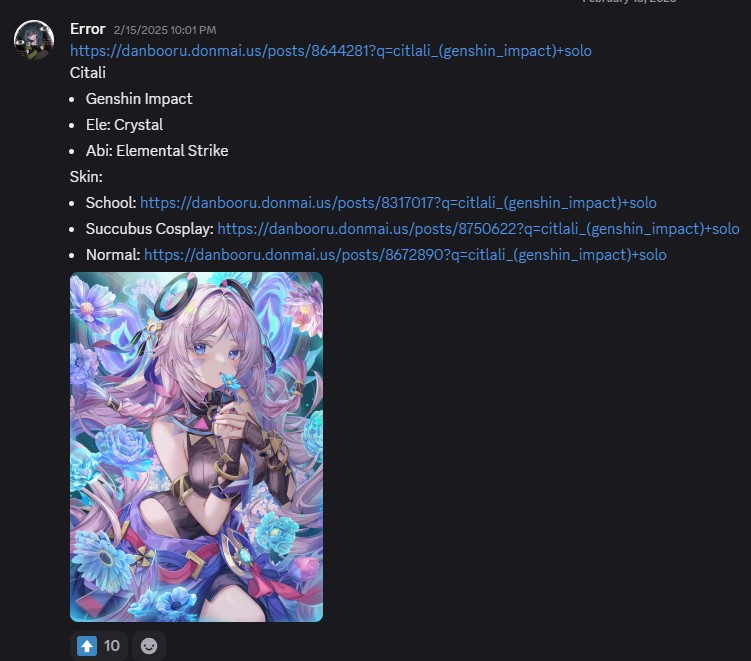 Error 2/15/2025 10:01 PM
https://danbooru.donmai.us/posts/8644281?q=citlali_(genshin_impact)+solo
Citali
• Genshin Impact
• Ele: Crystal
• Abi: Elemental Strike
Skin:
• School: https://danbooru.donmai.us/posts/8317017?q=citlali_(genshin_impact)+solo
• Succubus Cosplay: https://danbooru.donmai.us/posts/8750622?q=citlali_(genshin_impact)+solo
• Normal: https://danbooru.donmai.us/posts/8672890?q=citlali_(genshin_impact)+solo
10